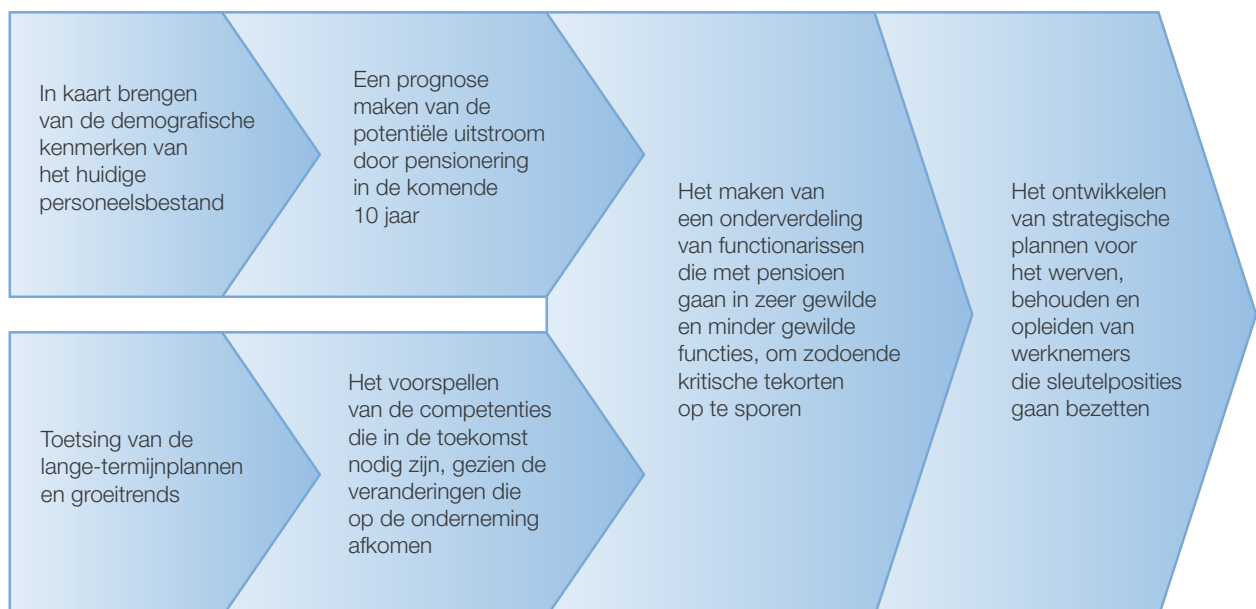 In kaart brengen
van de demografische
kenmerken van
het huidige
personeelsbestand
Een prognose
maken van de
potentiële uitstroom
door pensionering
in de komende
10 jaar
Toetsing van de
lange-termijnplannen
en groeitrends
Het voorspellen
van de competenties
die in de toekomst
nodig zijn, gezien de
veranderingen die
op de onderneming
afkomen
Het maken van
een onderverdeling
van functionarissen
die met pensioen
gaan in zeer gewilde
en minder gewilde
functies, om zodoende
kritische tekorten
op te sporen
Het ontwikkelen
van strategische
plannen voor
het werven,
behouden en
opleiden van
werknemers
die sleutelposities
gaan bezetten